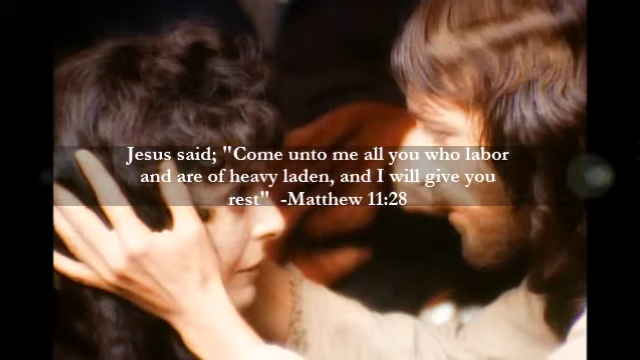 Jesus said; "Come unto me all you who labor
and are of heavy laden, and I will give you
rest" -Matthew 11:28